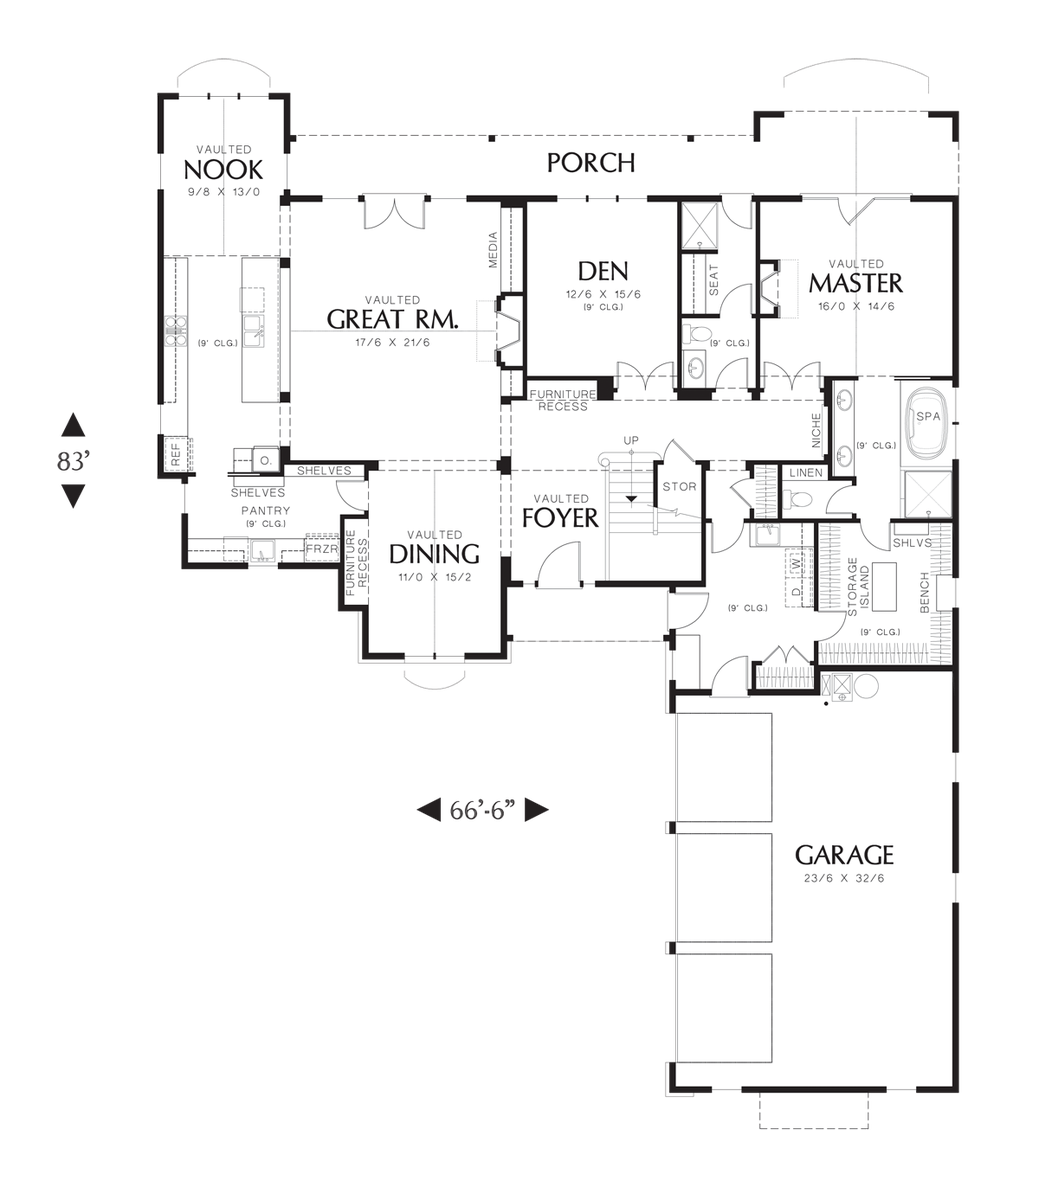 VAULTED
NOOK
9/8 X 13/0
PORCH
MEDIA
DEN
12/6 X 15/6
(9' CLG.)
SEAT
VAULTED
MASTER
16/0 X 14/6
VAULTED
GREAT RM.
17/6 X 21/6
(9' CLG.)
(9' CLG.)
FURNITURE
RECESS
NICHE
SPA
(9' CLG.)
83'
REF
O.
UP
SHELVES
SHELVES
PANTRY
(9' CLG.)
STOR
LINEN
VAULTED
FOYER
VAULTED
DINING
11/0 X 15/2
FRZR
FURNITURE
RECESS
SHLVS
W
D
(9' CLG.)
STORAGE
ISLAND
BENCH
(9' CLG.)
66'-6"
GARAGE
23/6 X 32/6